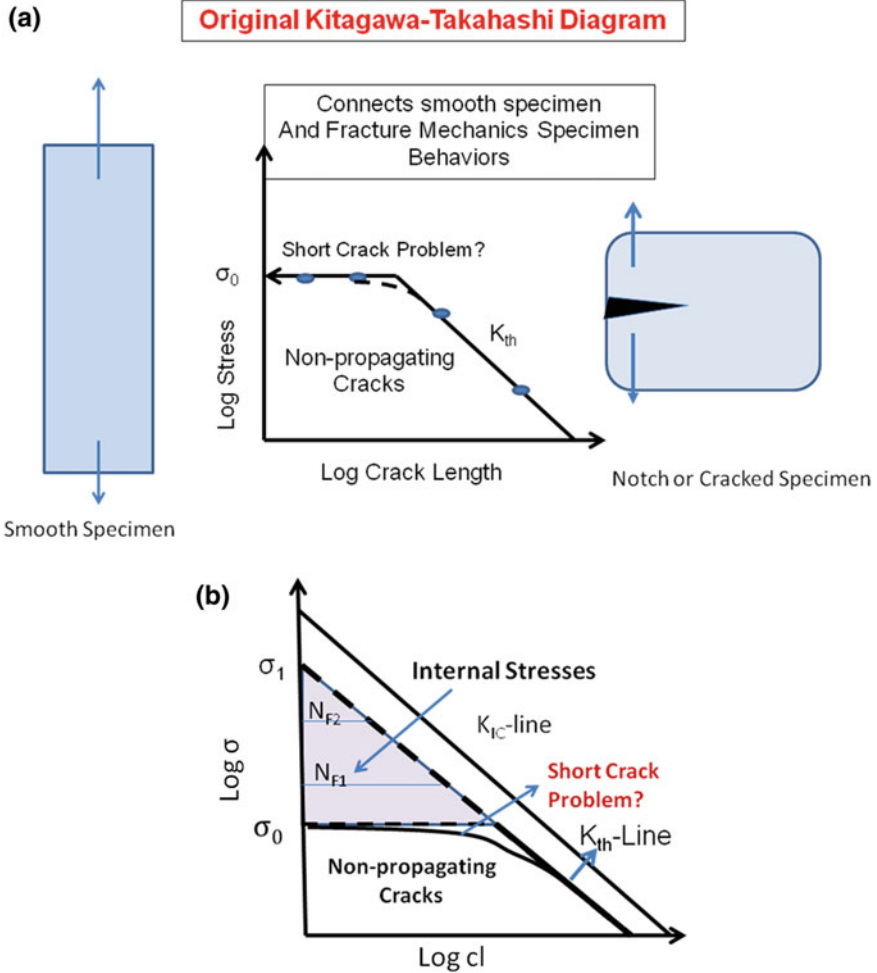 (a)
Original Kitagawa-Takahashi Diagram
Connects smooth specimen
And Fracture Mechanics Specimen
Behaviors
Short Crack Problem?
σ0
Kth
Log Stress
Non-propagating
Cracks
Log Crack Length
Smooth Specimen
Notch or Cracked Specimen
(b)
σ1
Internal Stresses
NF2
KIC-line
Log σ
NF1
Short Crack
Problem?
σ0
Kth-Line
Non-propagating
Cracks
Log cl